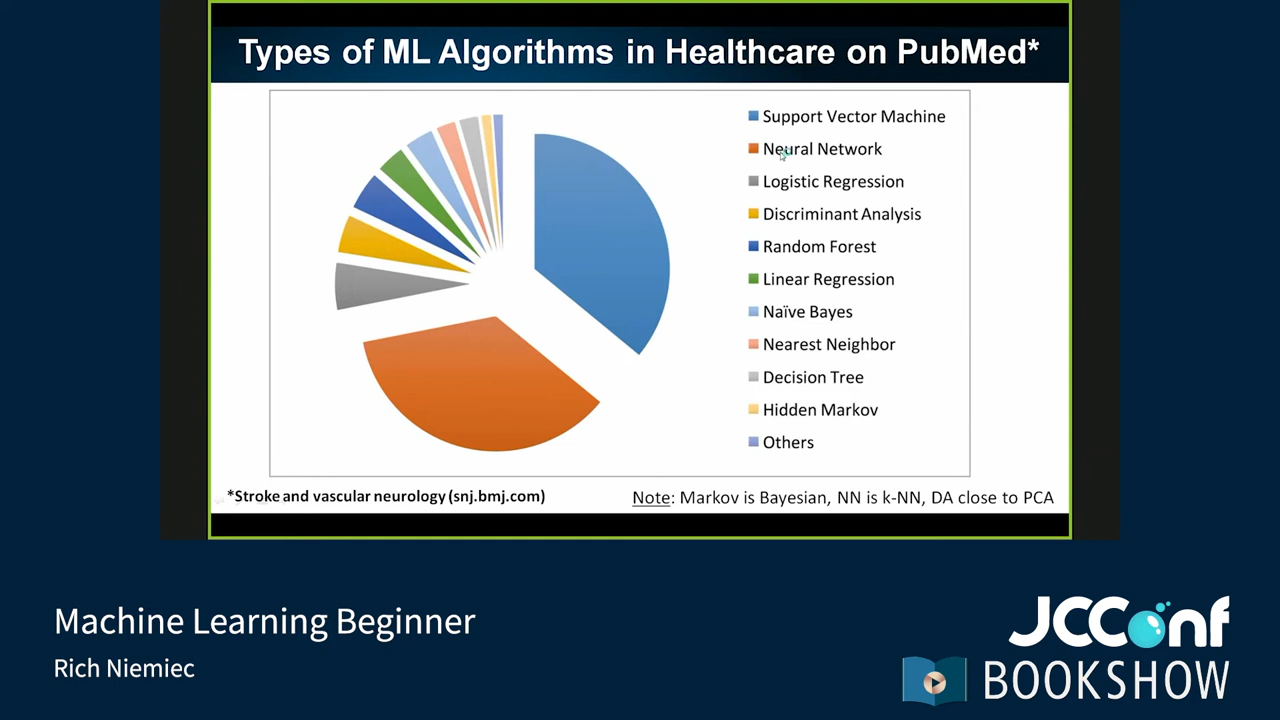 Types of ML Algorithms in Healthcare on PubMed*
Support Vector Machine
Neural Network
Logistic Regression
Discriminant Analysis
Random Forest
Linear Regression
Naïve Bayes
Nearest Neighbor
Decision Tree
Hidden Markov
Others
*Stroke and vascular neurology (snj.bmj.com)
Note: Markov is Bayesian, NN is k-NN, DA close to PCA
Machine Learning Beginner
Rich Niemiec
JCConf
BOOKSHOW